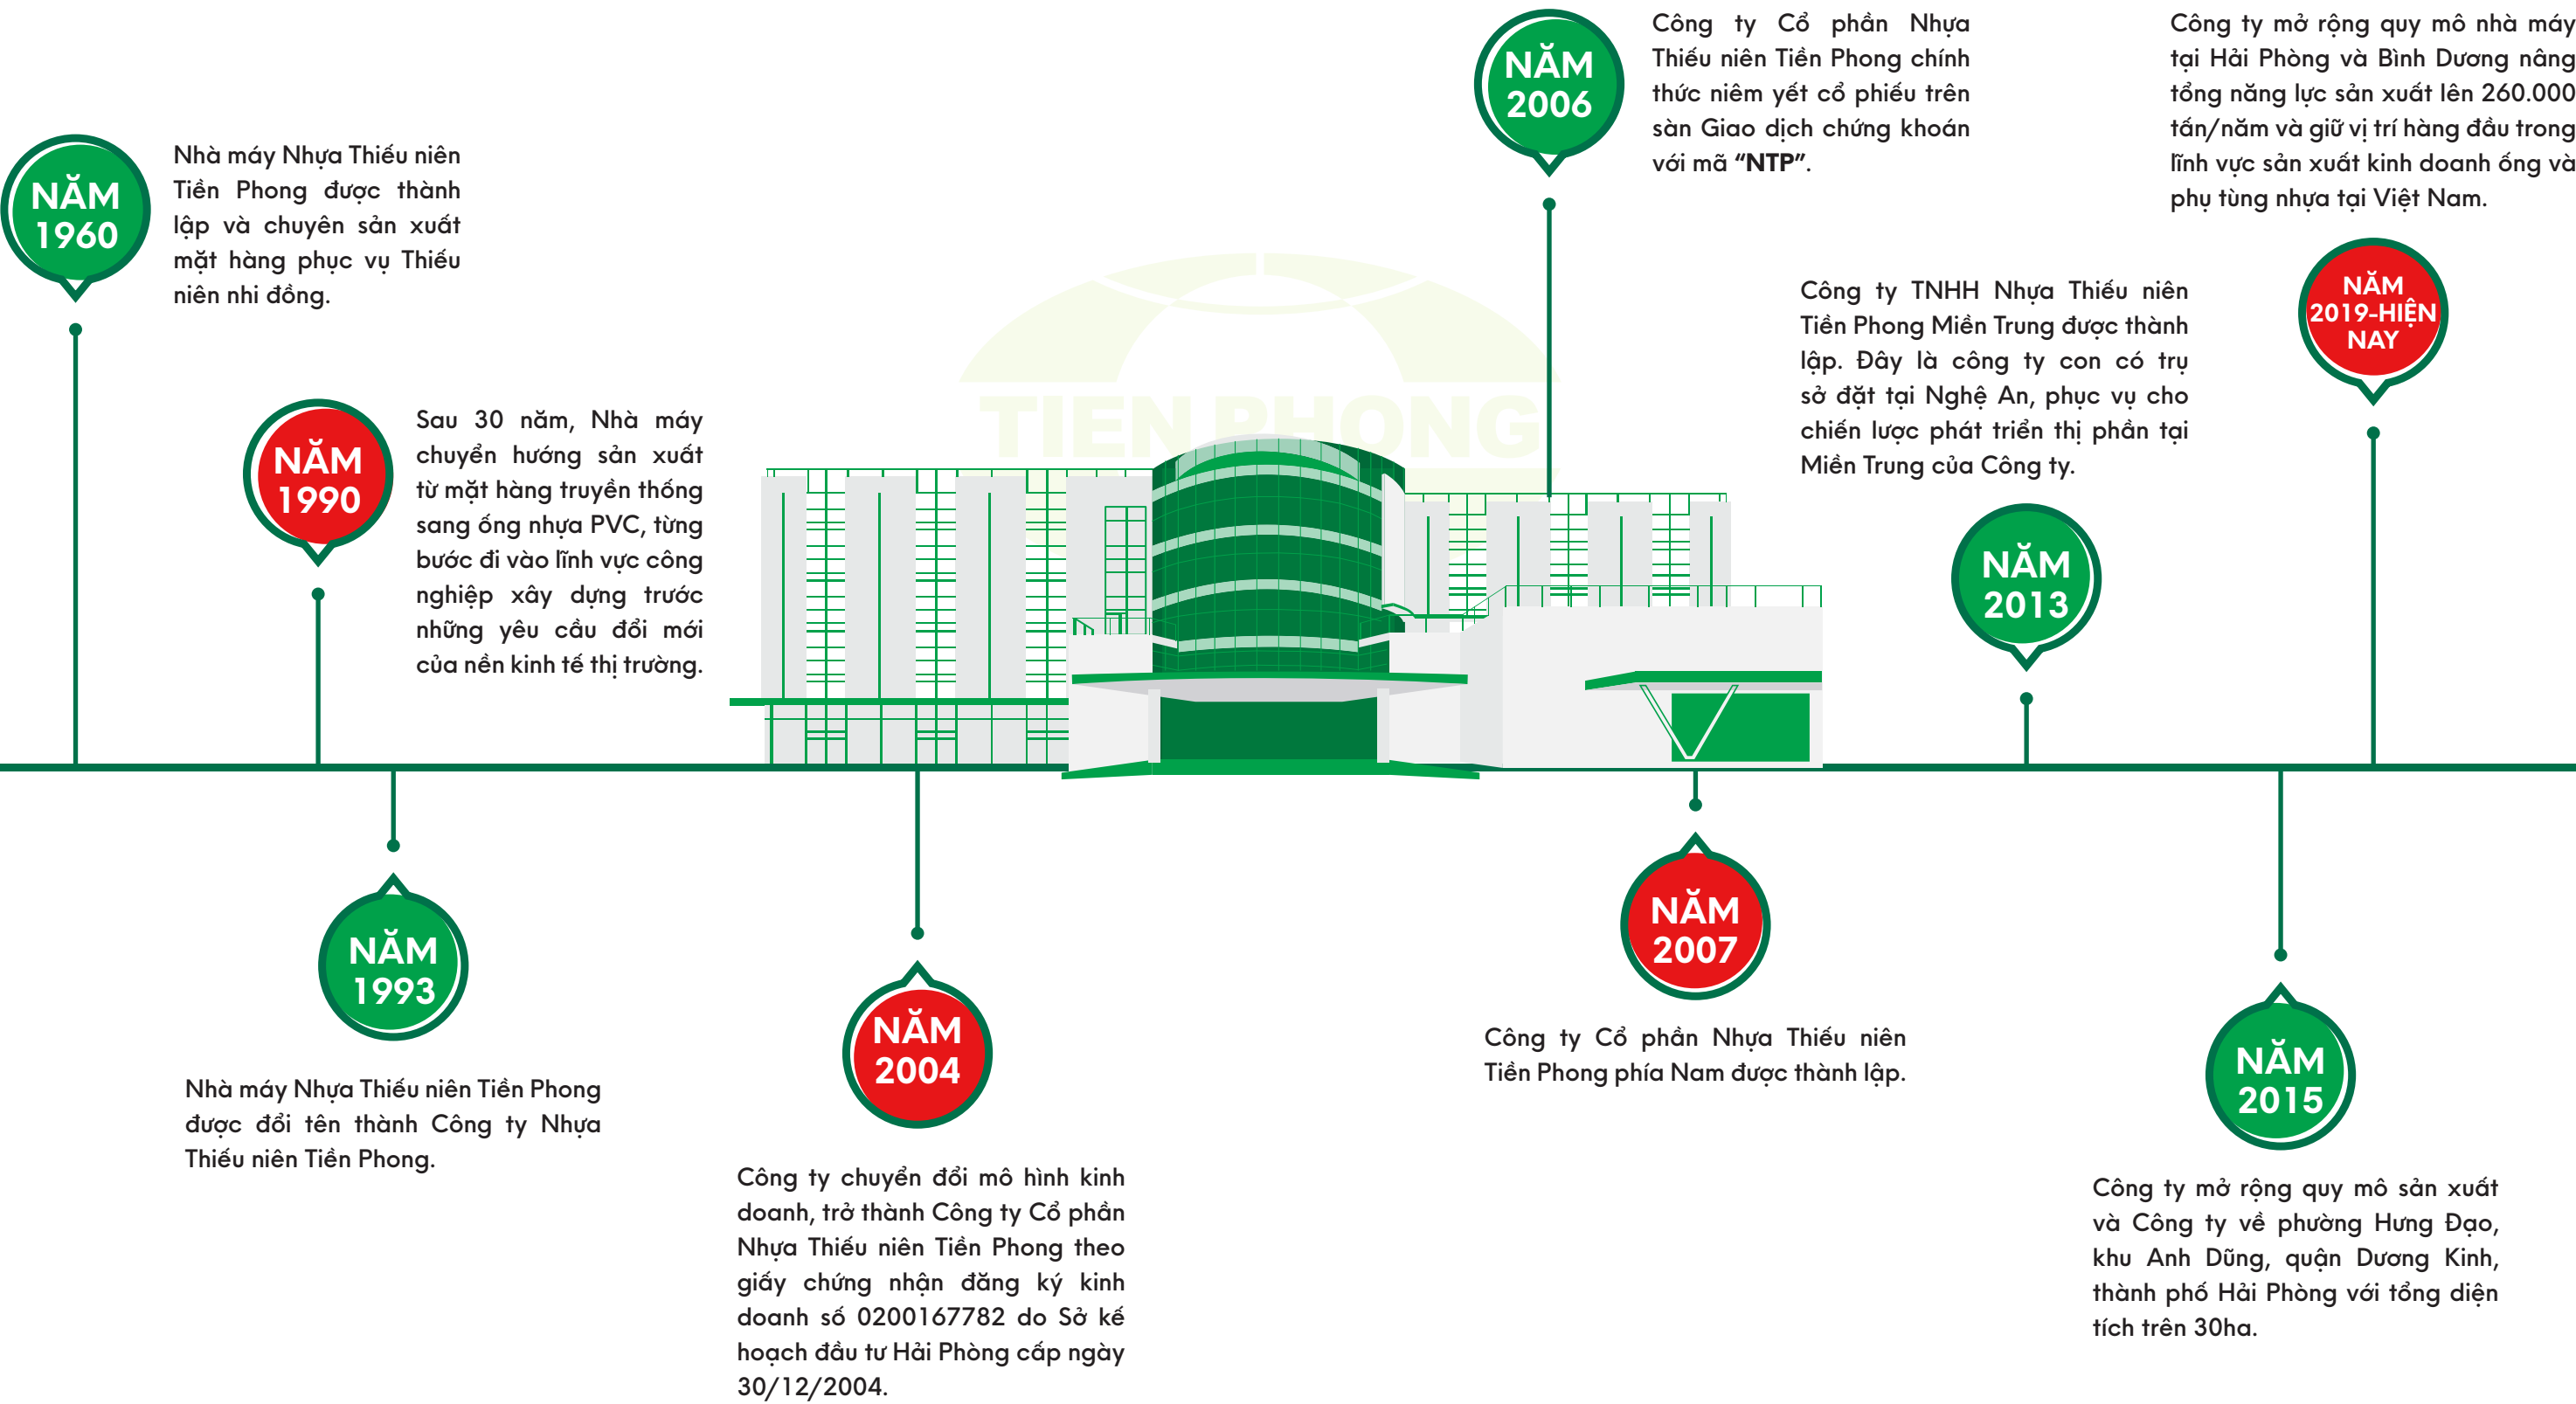 NĂM
1960
Nhà máy Nhựa Thiếu niên
Tiền Phong được thành
lập và chuyên sản xuất
mặt hàng phục vụ Thiếu
niên nhi đồng.
NĂM
1990
Sau 30 năm, Nhà máy
chuyển hướng sản xuất
từ mặt hàng truyền thống
sang ống nhựa PVC, từng
bước đi vào lĩnh vực công
nghiệp xây dựng trước
những yêu cầu đổi mới
của nền kinh tế thị trường.
NĂM
1993
Nhà máy Nhựa Thiếu niên Tiền Phong
được đổi tên thành Công ty Nhựa
Thiếu niên Tiền Phong.
NĂM
2004
Công ty chuyển đổi mô hình kinh
doanh, trở thành Công ty Cổ phần
Nhựa Thiếu niên Tiền Phong theo
giấy chứng nhận đăng ký kinh
doanh số 0200167782 do Sở kế
hoạch đầu tư Hải Phòng cấp ngày
30/12/2004.
TIEN PHONG
NĂM
2006
Công ty Cổ phần Nhựa
Thiếu niên Tiền Phong chính
thức niêm yết cổ phiếu trên
sàn Giao dịch chứng khoán
với mã “NTP”.
NĂM
2007
Công ty Cổ phần Nhựa Thiếu niên
Tiền Phong phía Nam được thành lập.
Công ty TNHH Nhựa Thiếu niên
Tiền Phong Miền Trung được thành
lập. Đây là công ty con có trụ
sở đặt tại Nghệ An, phục vụ cho
chiến lược phát triển thị phần tại
Miền Trung của Công ty.
NĂM
2013
NĂM
2015
Công ty mở rộng quy mô sản xuất
và Công ty về phường Hưng Đạo,
khu Anh Dũng, quận Dương Kinh,
thành phố Hải Phòng với tổng diện
tích trên 30ha.
Công ty mở rộng quy mô nhà máy
tại Hải Phòng và Bình Dương nâng
tổng năng lực sản xuất lên 260.000
tấn/năm và giữ vị trí hàng đầu trong
lĩnh vực sản xuất kinh doanh ống và
phụ tùng nhựa tại Việt Nam.
NĂM
2019-HIỆN
NAY